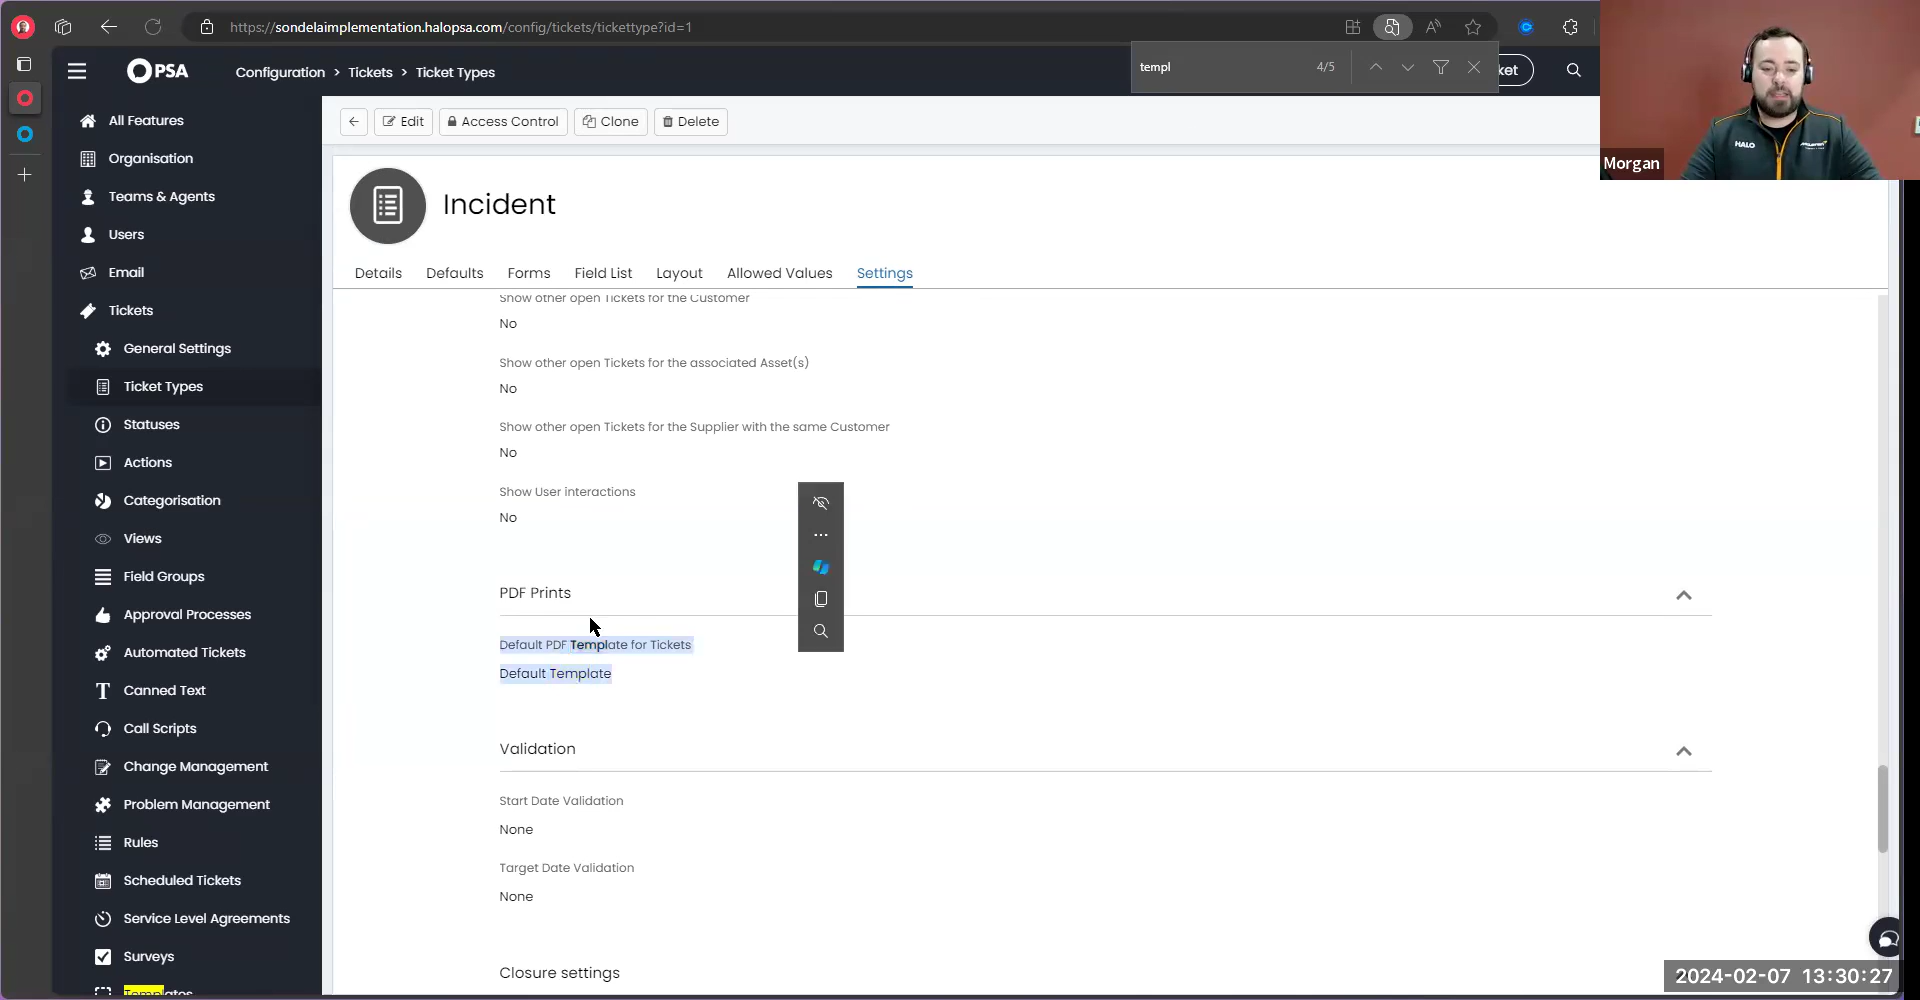 https://sondelaimplementation.halopsa.com/config/tickets/tickettype?id=1
templ
4/5
PSA
Configuration > Tickets > Ticket Types
ket
Morgan
HALO
All Features
Organisation
Teams & Agents
Users
Email
Tickets
General Settings
Ticket Types
Statuses
Actions
Categorisation
Views
Field Groups
Approval Processes
Automated Tickets
Canned Text
Call Scripts
Change Management
Problem Management
Rules
Scheduled Tickets
Service Level Agreements
Surveys
Templates
Edit
Access Control
Clone
Delete
Incident
Details
Defaults
Forms
Field List
Layout
Allowed Values
Settings
Show other open Tickets for the Customer
No
Show other open Tickets for the associated Asset(s)
No
Show other open Tickets for the Supplier with the same Customer
No
Show User interactions
No
PDF Prints
Default PDF Template for Tickets
Default Template
Validation
Start Date Validation
None
Target Date Validation
None
Closure settings
2024-02-07 13:30:27